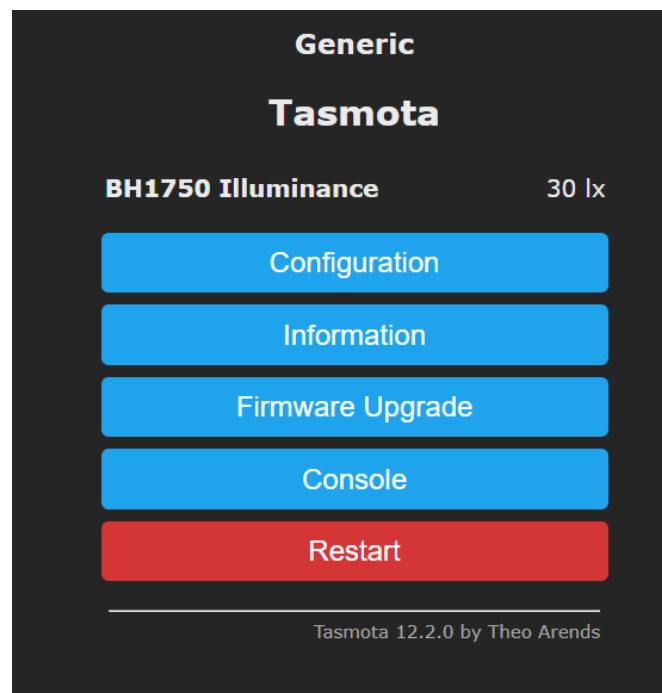 Generic
Tasmota
BH1750 Illuminance 30 lx
Configuration
Information
Firmware Upgrade
Console
Restart
Tasmota 12.2.0 by Theo Arends